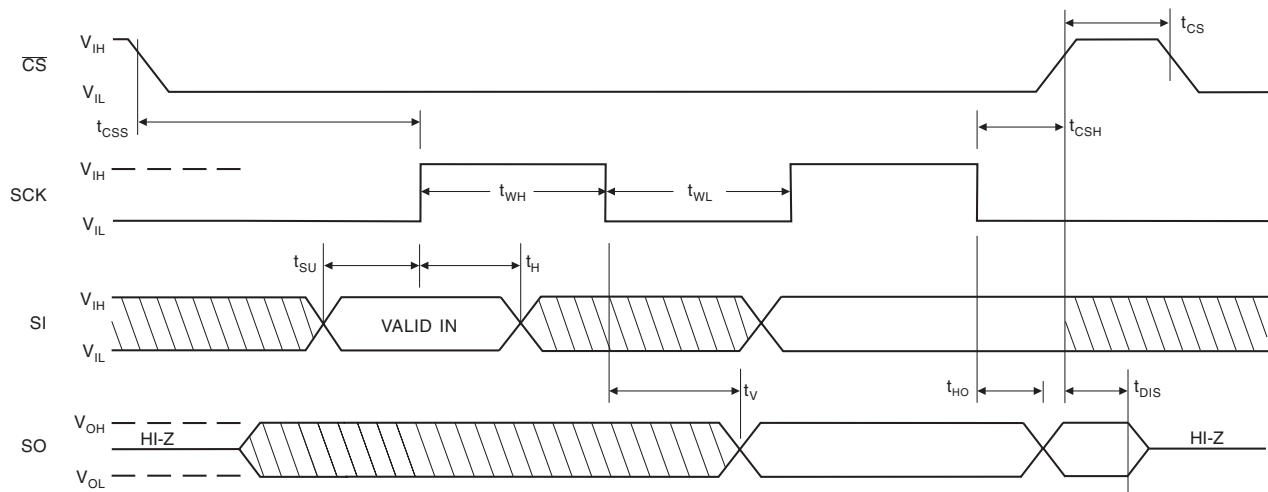 t_CS
V_IH
C̅S̅
V_IL
t_CSS
t_CSH
V_IH
SCK
t_WH
t_WL
V_IL
t_SU
t_H
V_IH
SI
VALID IN
V_IL
t_V
t_HO
t_DIS
V_OH
SO
HI-Z
HI-Z
V_OL